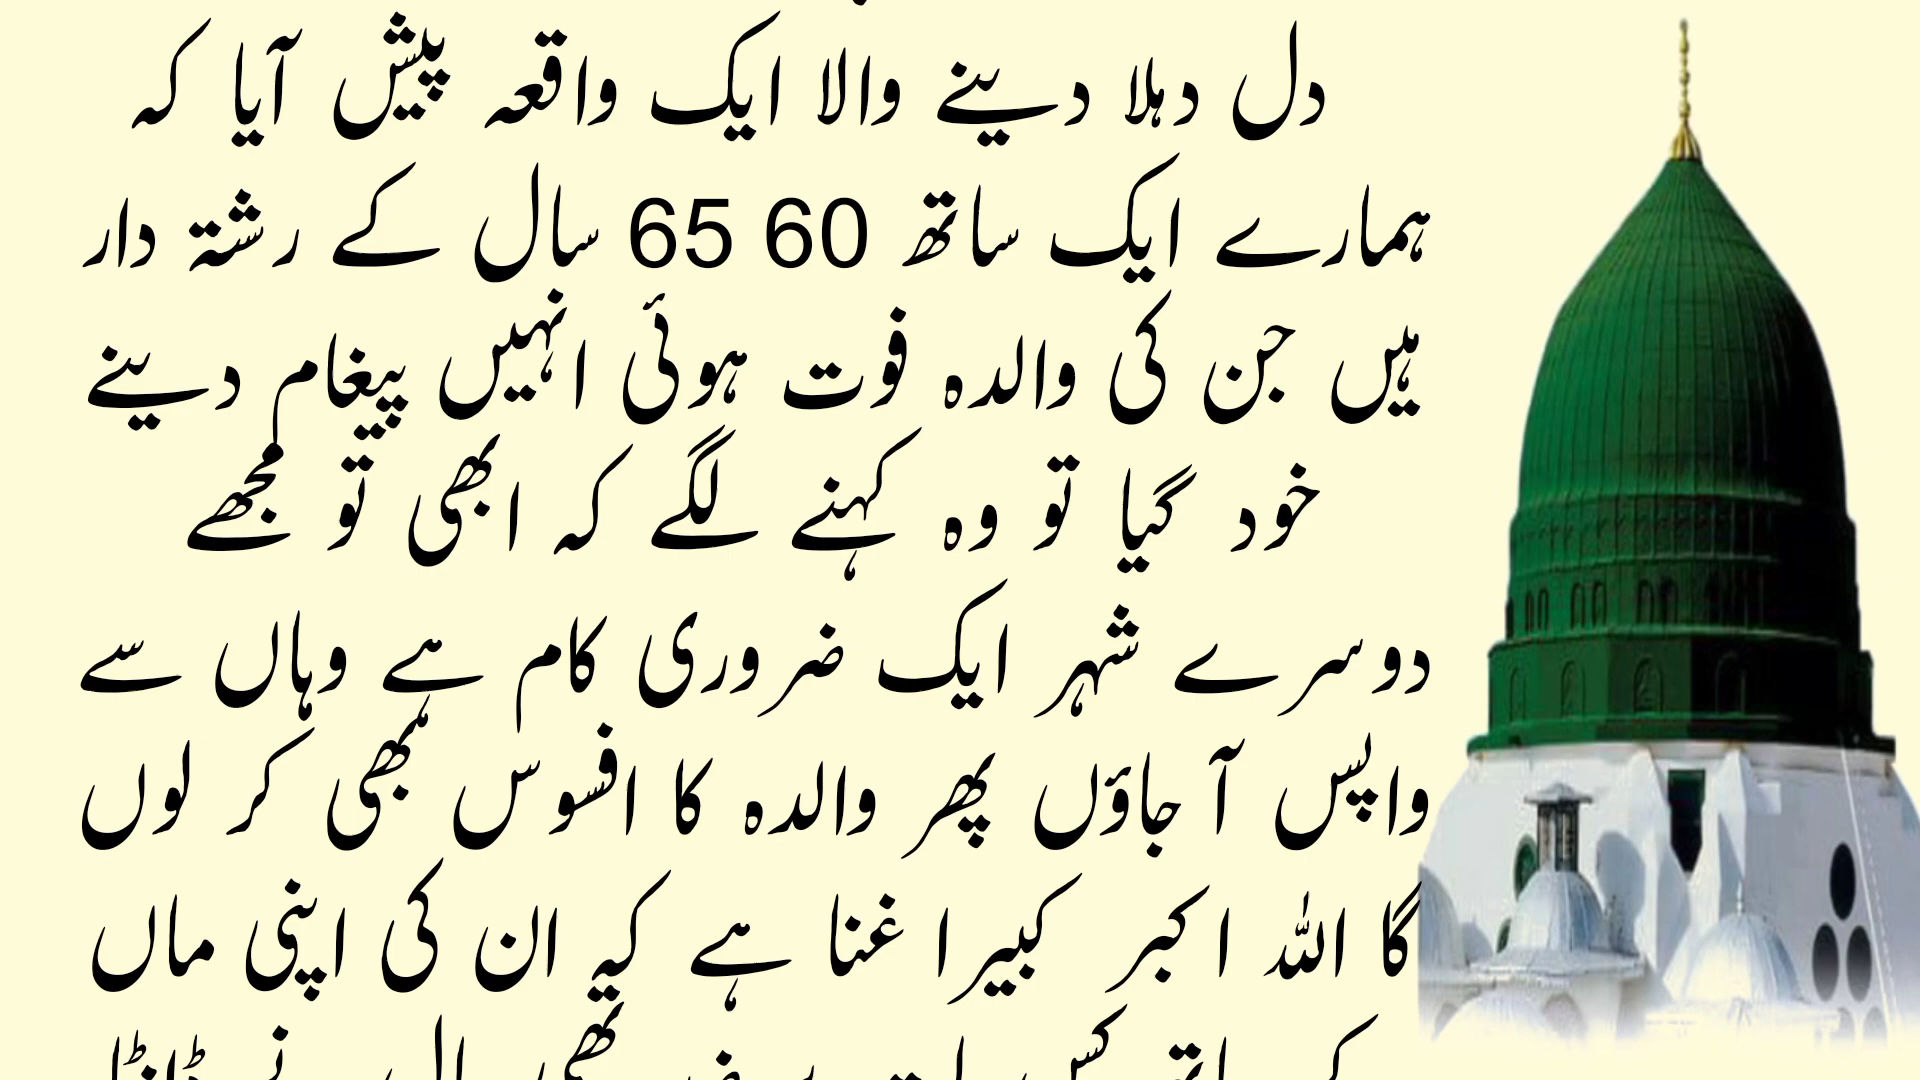 دل دہلا دینے والا ایک واقعہ پیش آیا کہ
ہمارے ایک ساتھ 60 65 سال کے رشتہ دار
ہیں جن کی والدہ فوت ہوئی انہیں پیغام دینے
خود گیا تو وہ کہنے لگے کہ ابھی تو مجھے
دوسرے شہر ایک ضروری کام ہے وہاں سے
واپس آ جاؤں پھر والدہ کا افسوس بھی کر لوں
گا اللہ اکبر کبیرا غنا ہے کیہ ان کی اپنی ماں